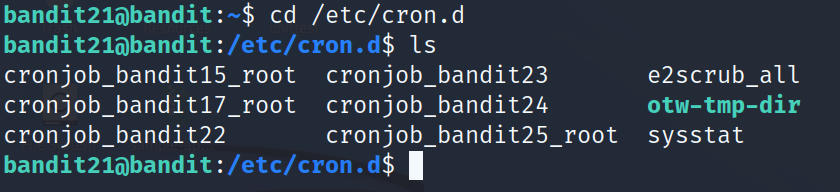 bandit21@bandit:~$ cd /etc/cron.d
bandit21@bandit:/etc/cron.d$ ls
cronjob_bandit15_root  cronjob_bandit23       e2scrub_all
cronjob_bandit17_root  cronjob_bandit24       otw-tmp-dir
cronjob_bandit22       cronjob_bandit25_root  sysstat
bandit21@bandit:/etc/cron.d$